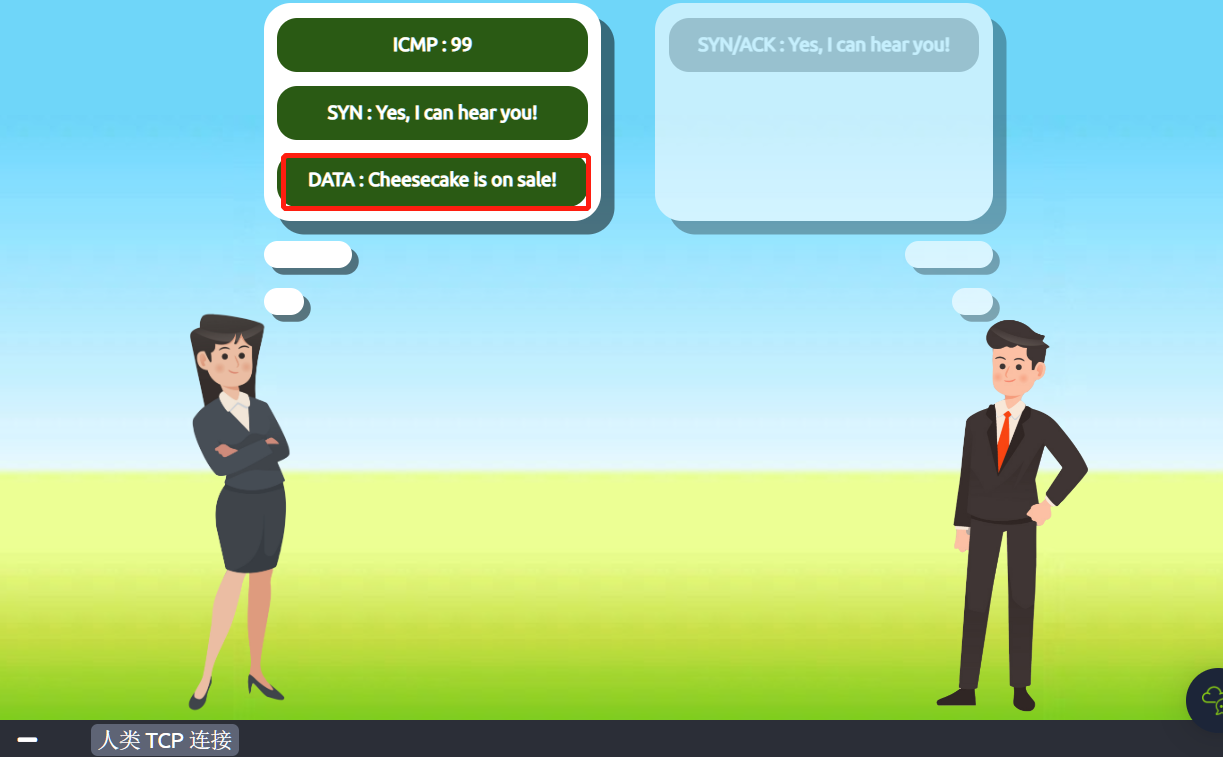 ICMP : 99
SYN : Yes, I can hear you!
DATA : Cheesecake is on sale!
SYN/ACK : Yes, I can hear you!
人类 TCP 连接